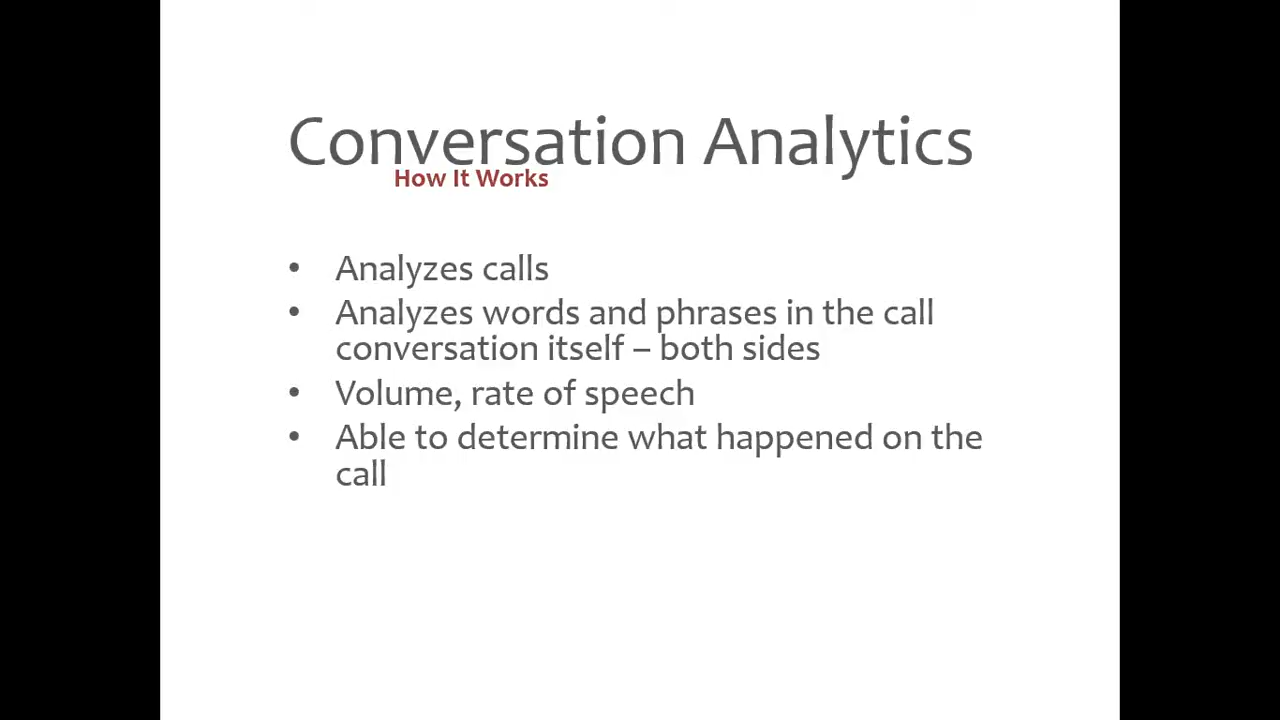 Conversation Analytics
How It Works
• Analyzes calls
• Analyzes words and phrases in the call
conversation itself – both sides
• Volume, rate of speech
• Able to determine what happened on the
call